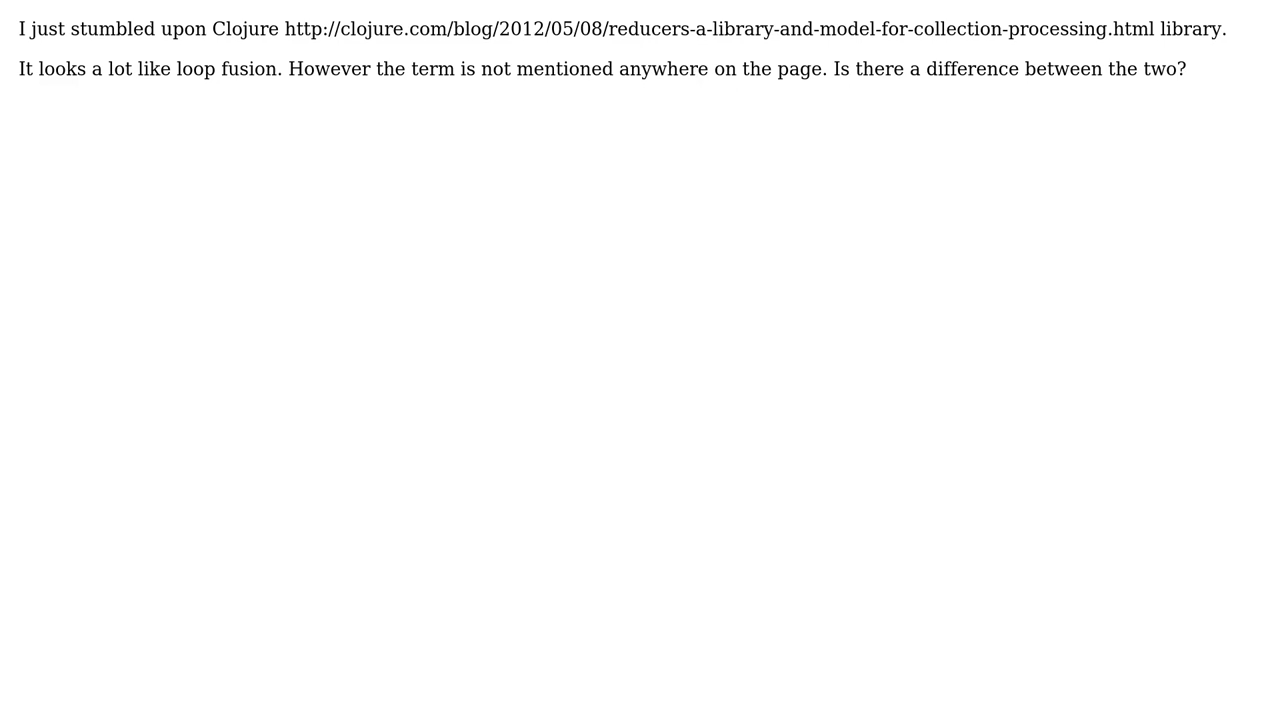 I just stumbled upon Clojure http://clojure.com/blog/2012/05/08/reducers-a-library-and-model-for-collection-processing.html library.
It looks a lot like loop fusion. However the term is not mentioned anywhere on the page. Is there a difference between the two?